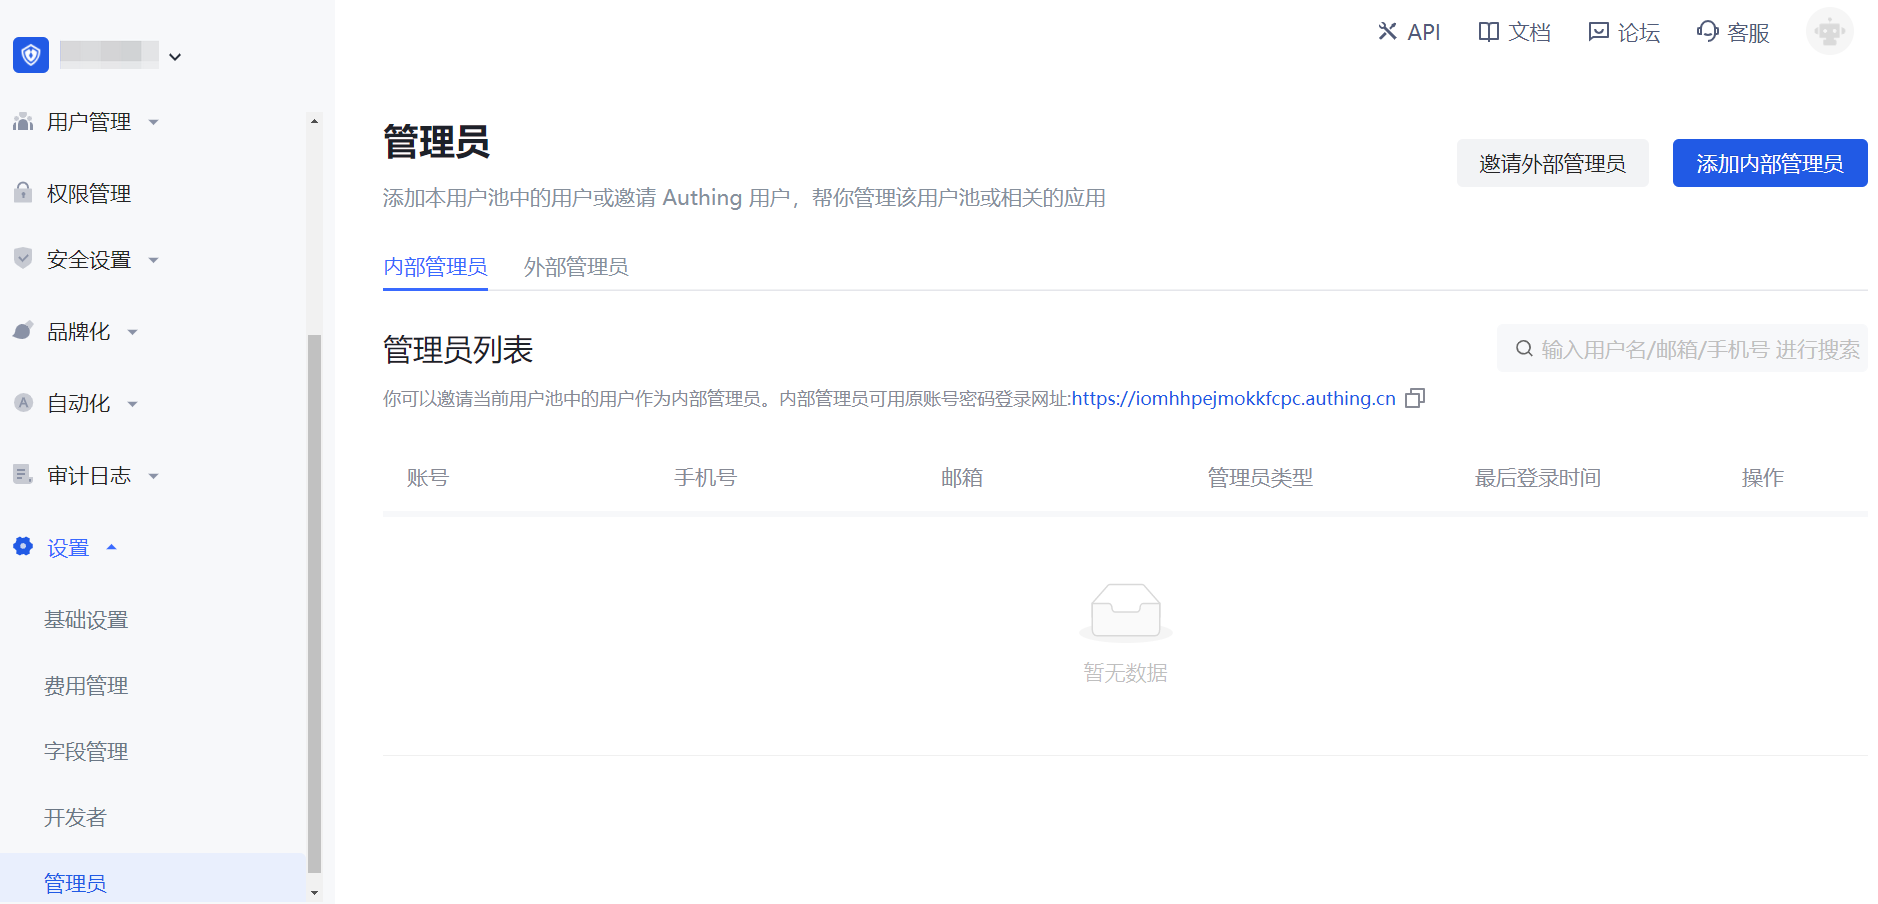 API
文档
论坛
客服
用户管理
权限管理
安全设置
品牌化
自动化
审计日志
设置
基础设置
费用管理
字段管理
开发者
管理员
管理员
添加本用户池中的用户或邀请 Authing 用户，帮你管理该用户池或相关的应用
邀请外部管理员
添加内部管理员
内部管理员
外部管理员
管理员列表
输入用户名/邮箱/手机号 进行搜索
你可以邀请当前用户池中的用户作为内部管理员。内部管理员可用原账号密码登录网址:https://iomhhpejmokkfcpc.authing.cn
账号
手机号
邮箱
管理员类型
最后登录时间
操作
暂无数据